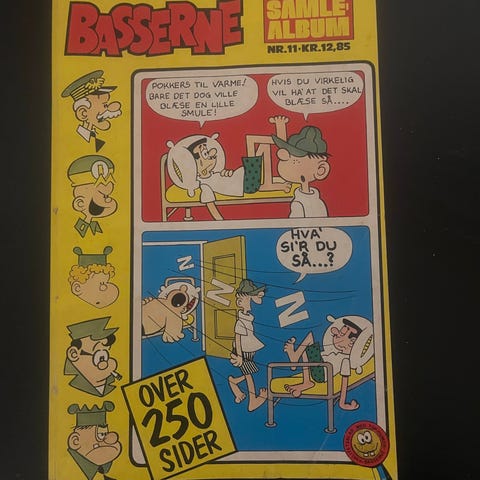 BASSERNE
SAMLE-
ALBUM
NR.11·KR.12,85
POKKERS TIL VARME!
BARE DET DOG VILLE
BLÆSE EN LILLE
SMULE!
HVIS DU VIRKELIG
VIL HA' AT DET SKAL
BLÆSE SÅ....
HVA'
SI'R DU
SÅ...?
Z
Z
Z
OVER
250
SIDER